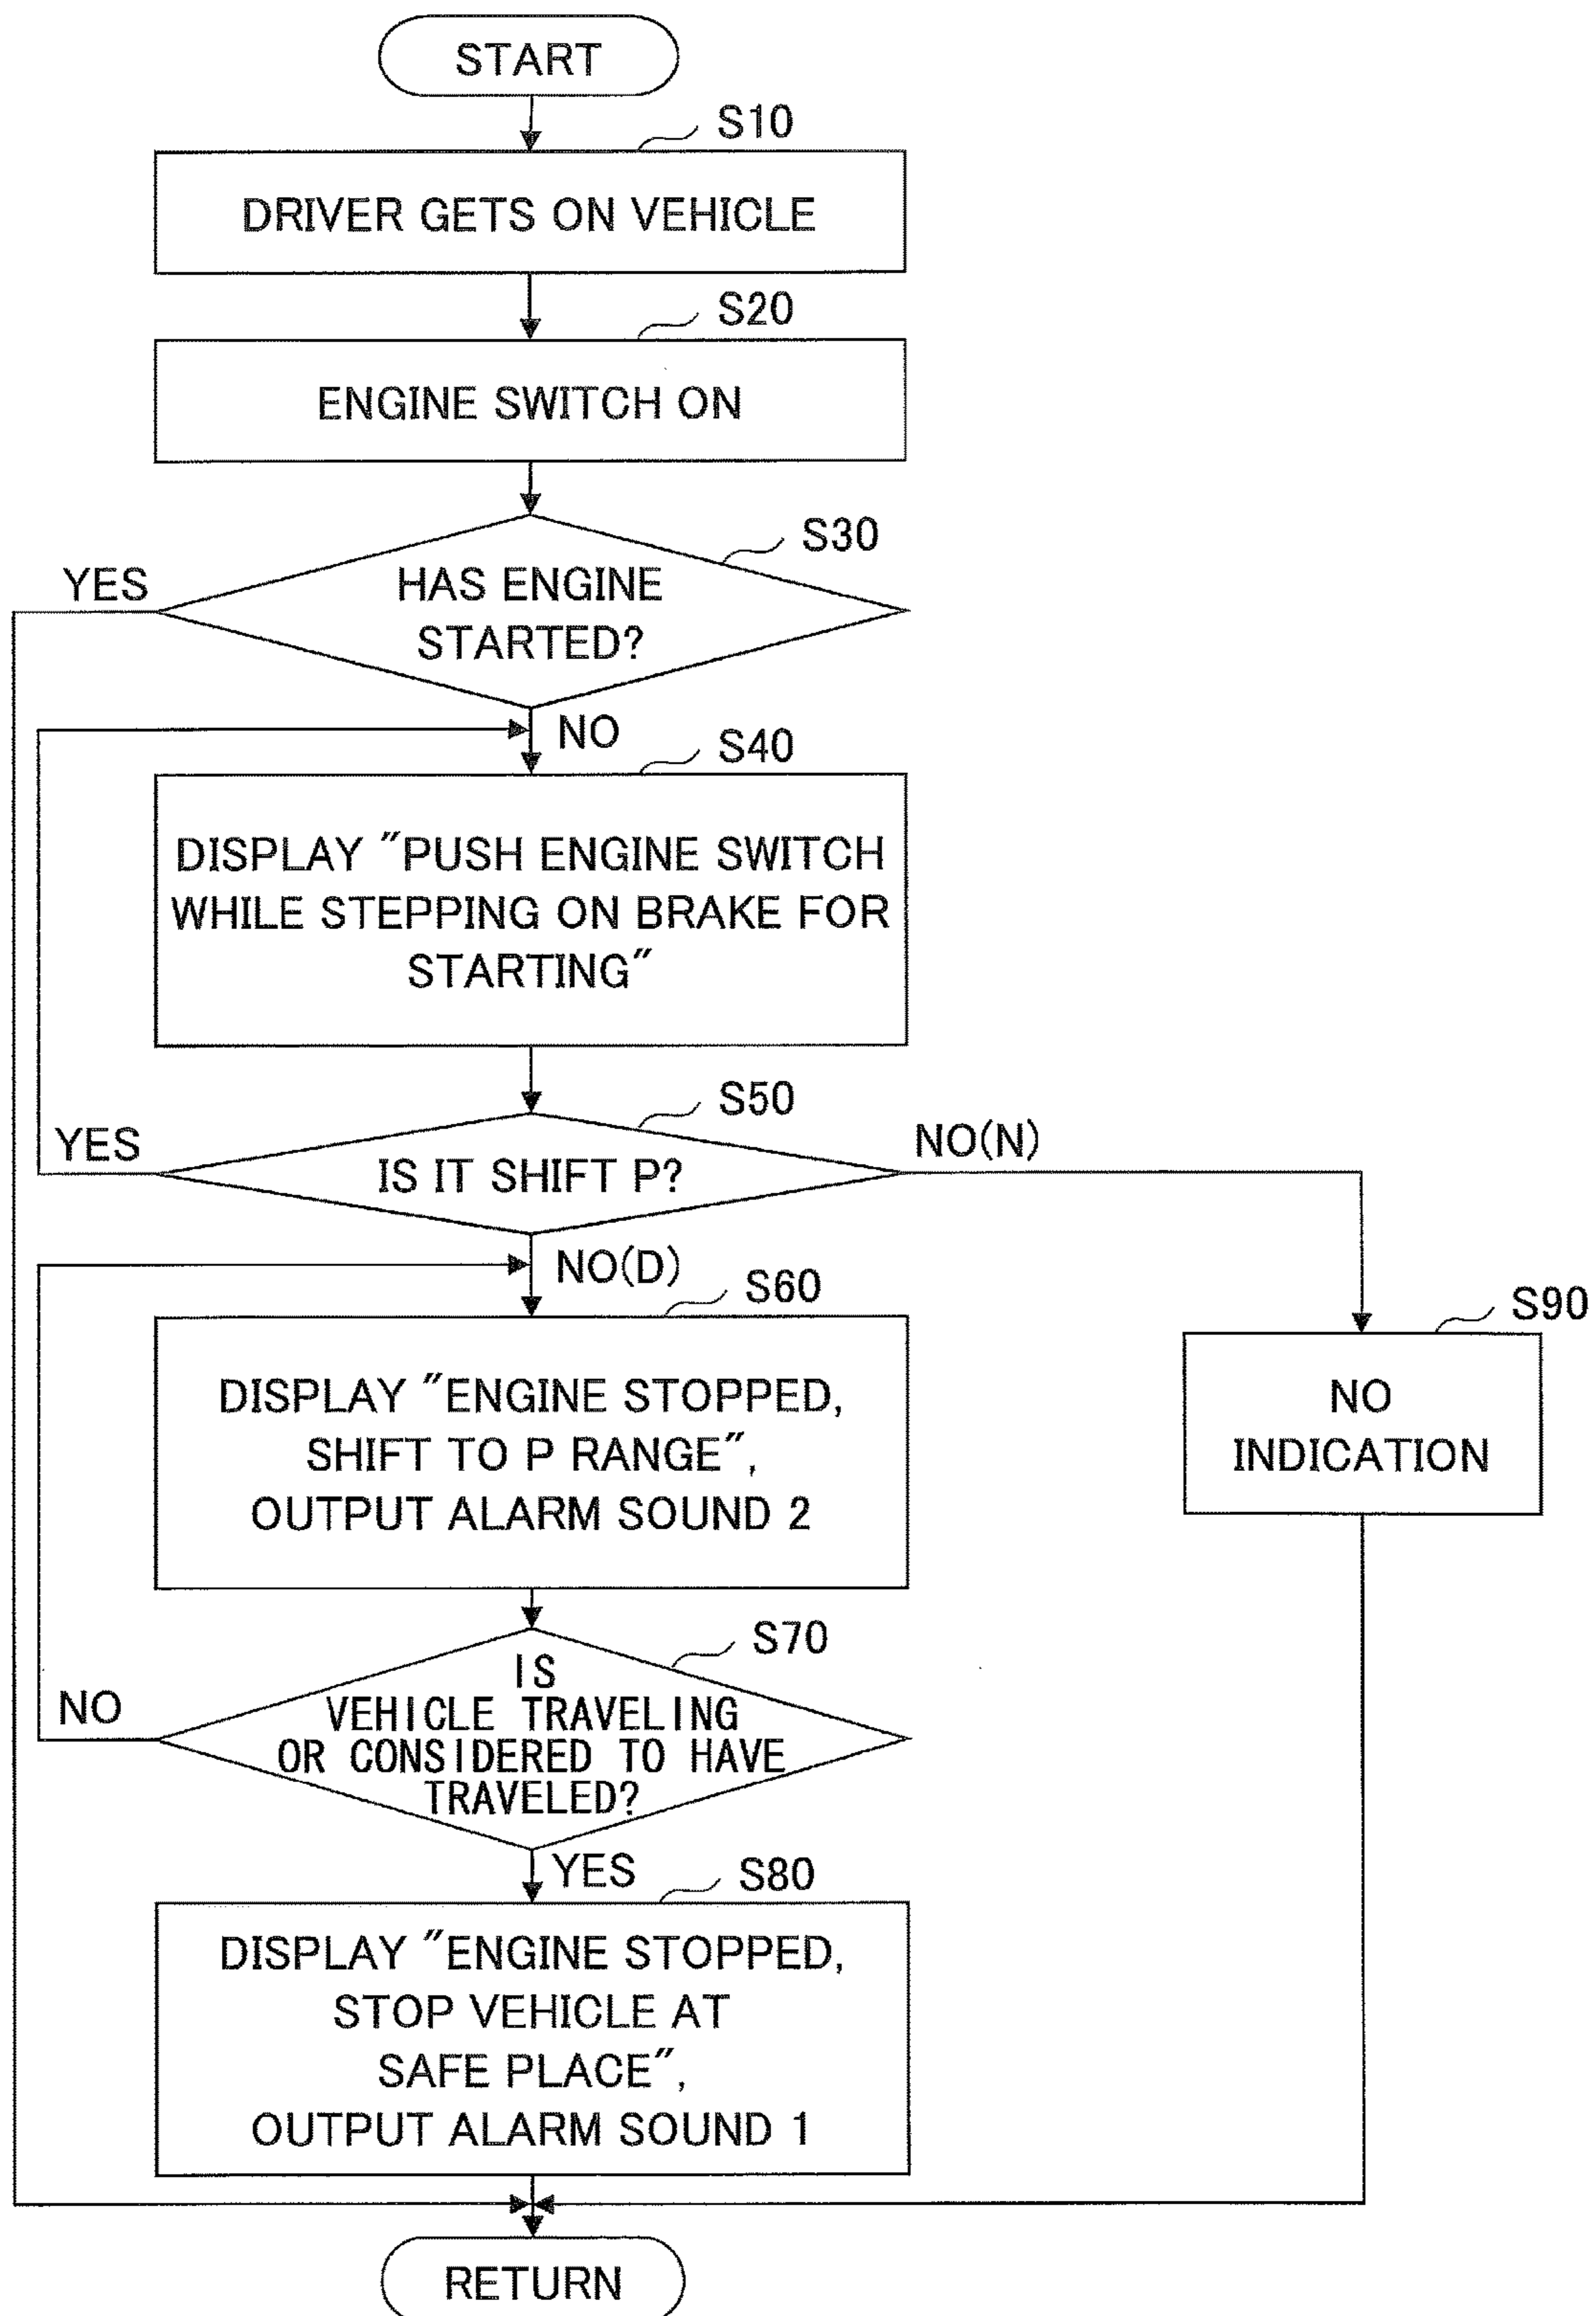 START
S10
DRIVER GETS ON VEHICLE
S20
ENGINE SWITCH ON
S30
YES
HAS ENGINE
STARTED?
NO
S40
DISPLAY "PUSH ENGINE SWITCH
WHILE STEPPING ON BRAKE FOR
STARTING"
S50
YES
IS IT SHIFT P?
NO(N)
NO(D)
S60
DISPLAY "ENGINE STOPPED,
SHIFT TO P RANGE",
OUTPUT ALARM SOUND 2
S90
NO
INDICATION
S70
NO
IS
VEHICLE TRAVELING
OR CONSIDERED TO HAVE
TRAVELED?
YES
S80
DISPLAY "ENGINE STOPPED,
STOP VEHICLE AT
SAFE PLACE",
OUTPUT ALARM SOUND 1
RETURN